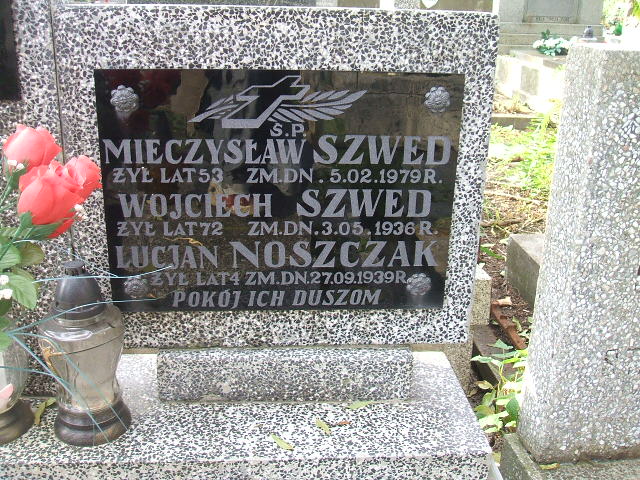 Ś.P.
MIECZYSŁAW SZWED
ŻYŁ LAT 53 ZM.DN. 5.02.1979 R.
WOJCIECH SZWED
ŻYŁ LAT 72 ZM.DN. 3.05.1936 R.
ŁUCJAN NOSZCZAK
ŻYŁ LAT 4 ZM.DN. 27.09.1939 R.
POKÓJ ICH DUSZOM